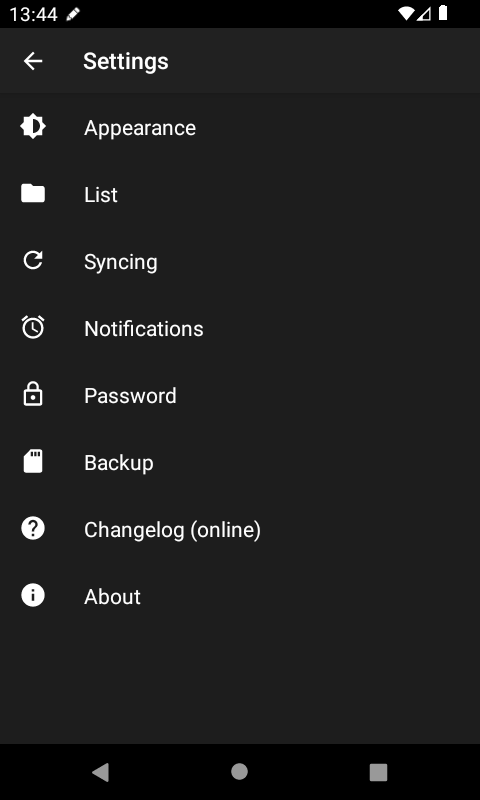 13:44
Settings
Appearance
List
Syncing
Notifications
Password
Backup
Changelog (online)
About